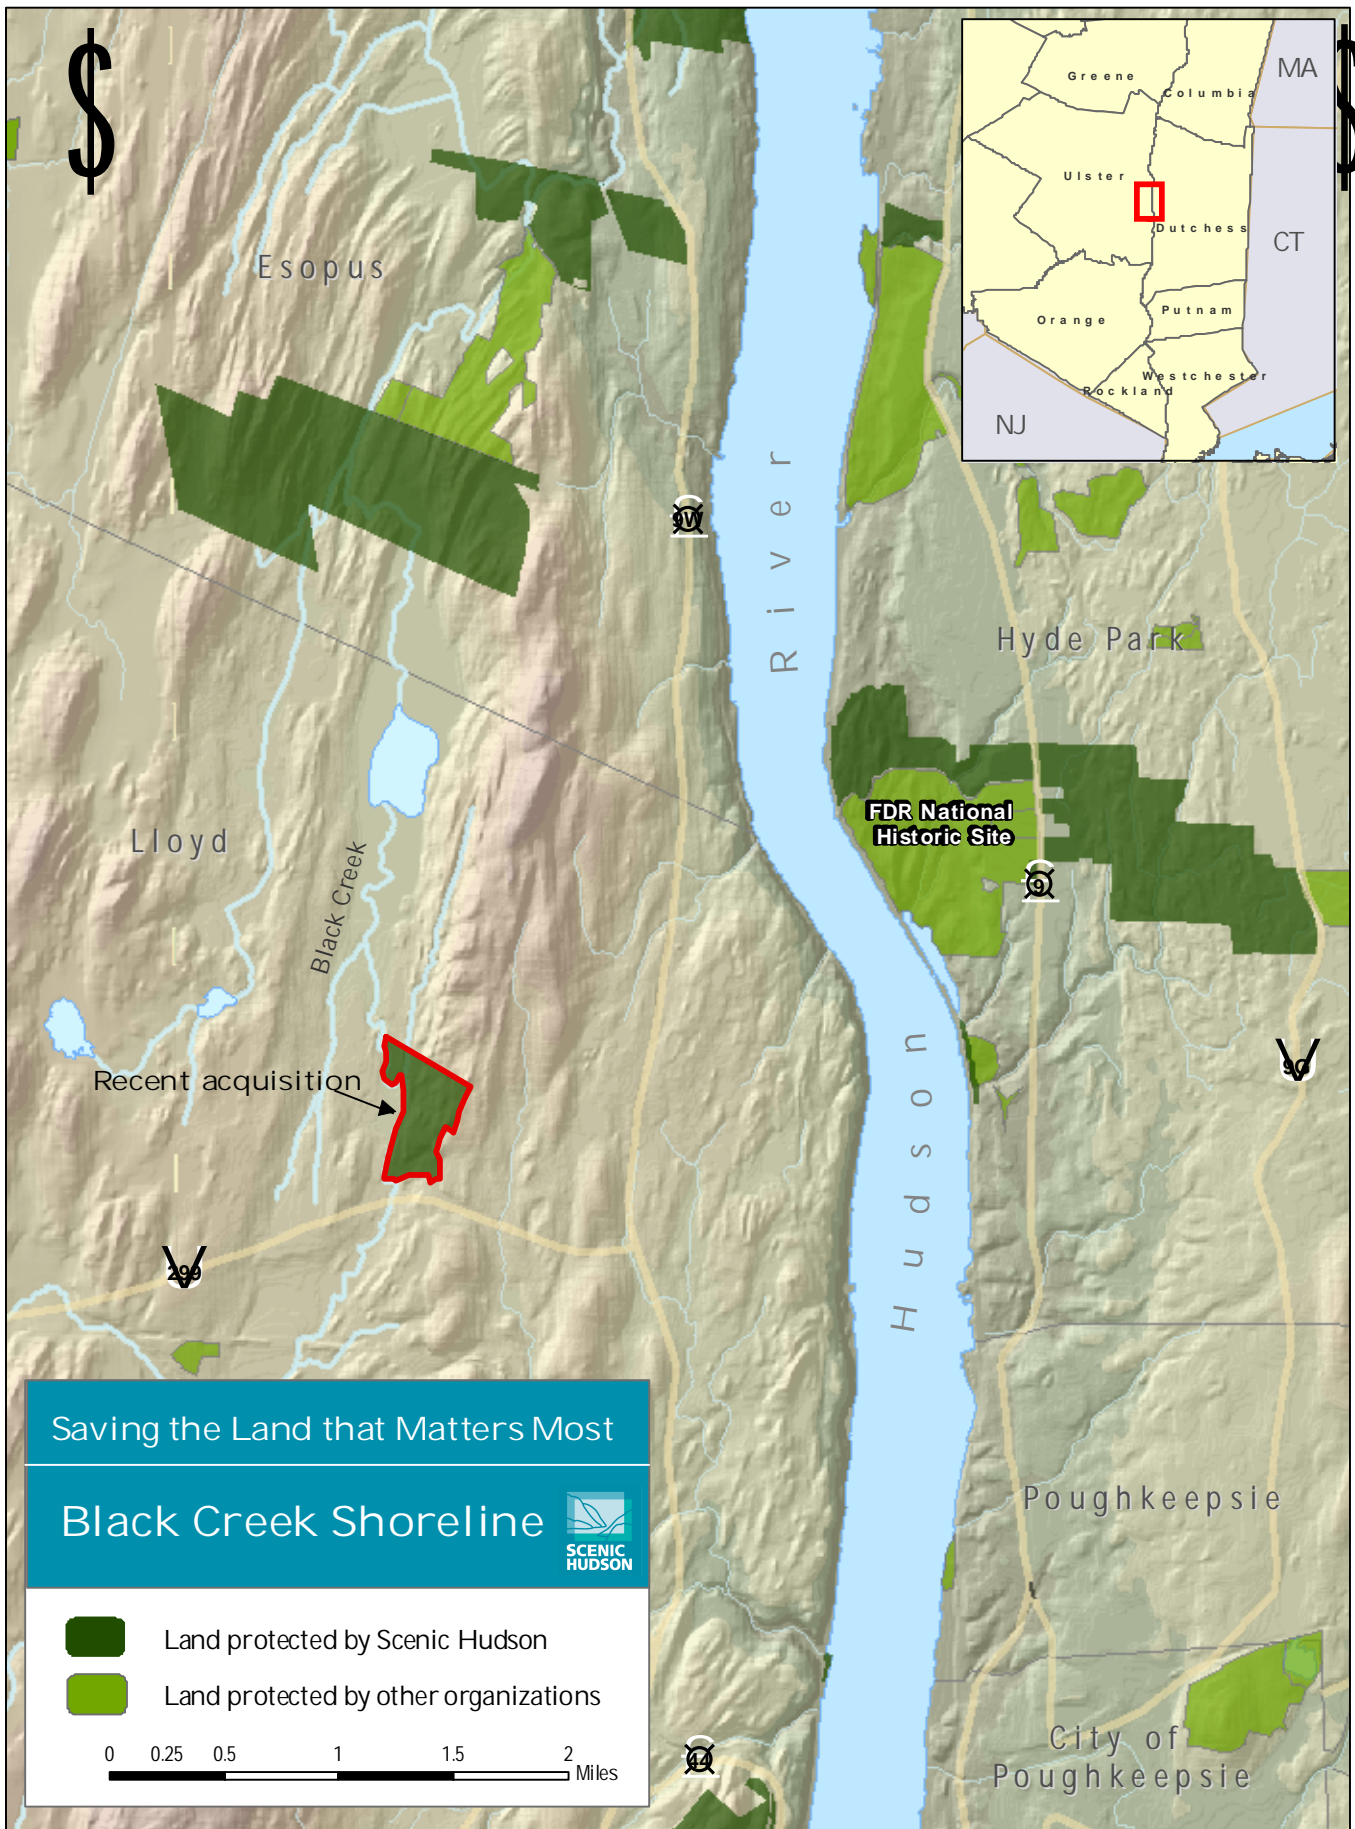 $
$
MA
Greene
Columbia
Ulster
Dutchess
CT
Orange
Putnam
Westchester
Rockland
NJ
Esopus
River
9W
Hyde Park
FDR National
Historic Site
9
Lloyd
Black Creek
Hudson
9G
Recent acquisition
299
Saving the Land that Matters Most
Black Creek Shoreline
SCENIC
HUDSON
Land protected by Scenic Hudson
Land protected by other organizations
0 0.25 0.5 1 1.5 2
Miles
Poughkeepsie
44
City of
Poughkeepsie